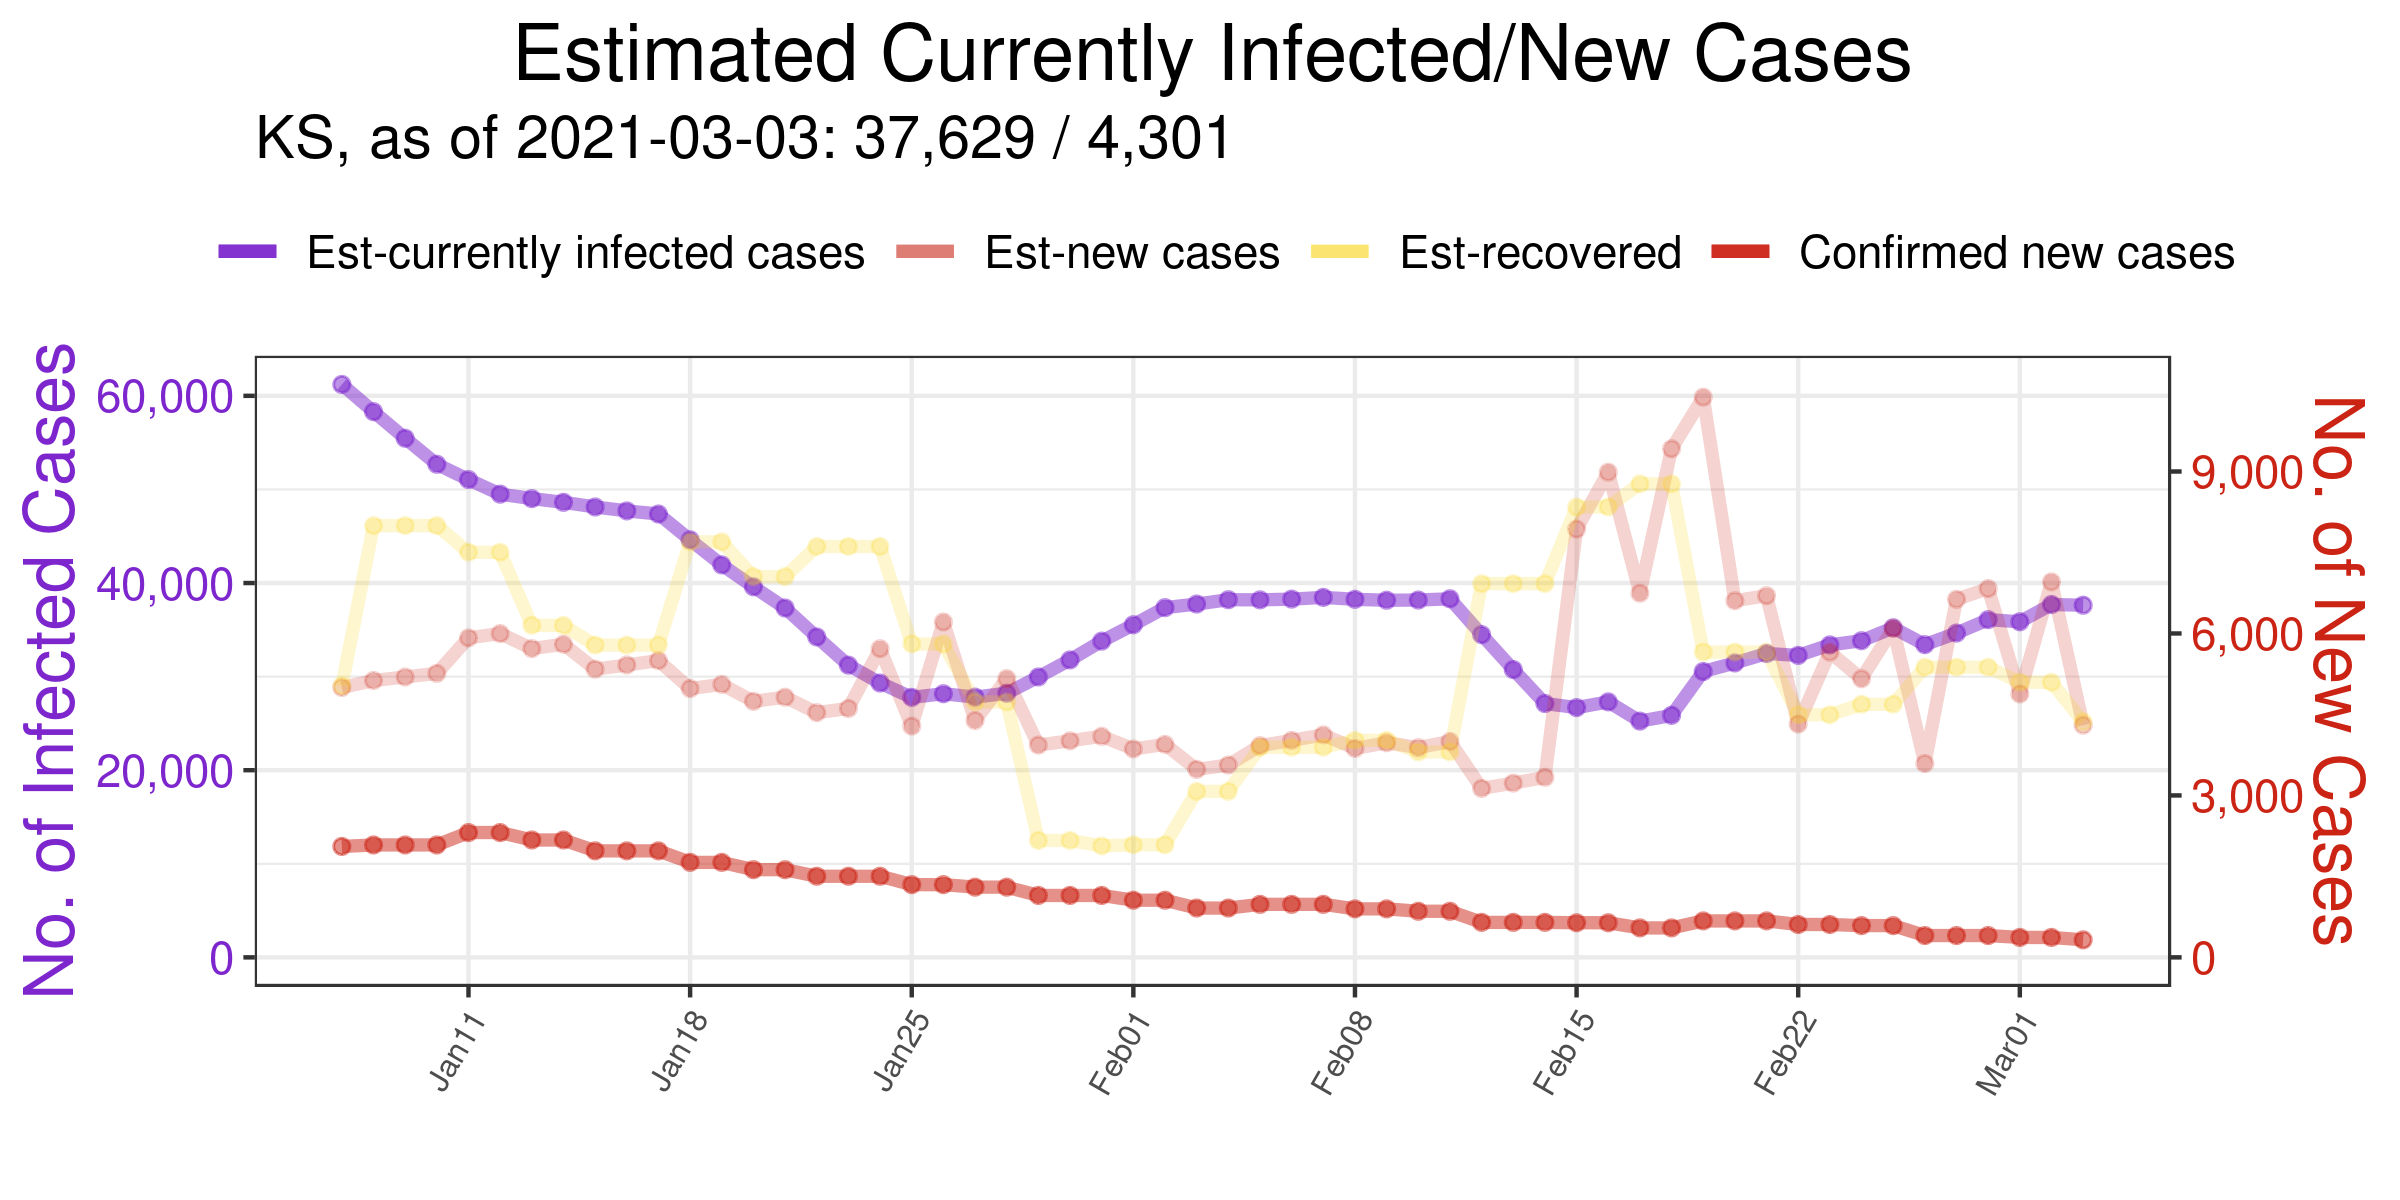 Estimated Currently Infected/New Cases
KS, as of 2021-03-03: 37,629 / 4,301
Est-currently infected cases Est-new cases Est-recovered Confirmed new cases
No. of Infected Cases
60,000
40,000
20,000
0
9,000
6,000
3,000
0
No. of New Cases
Jan11 Jan18 Jan25 Feb01 Feb08 Feb15 Feb22 Mar01